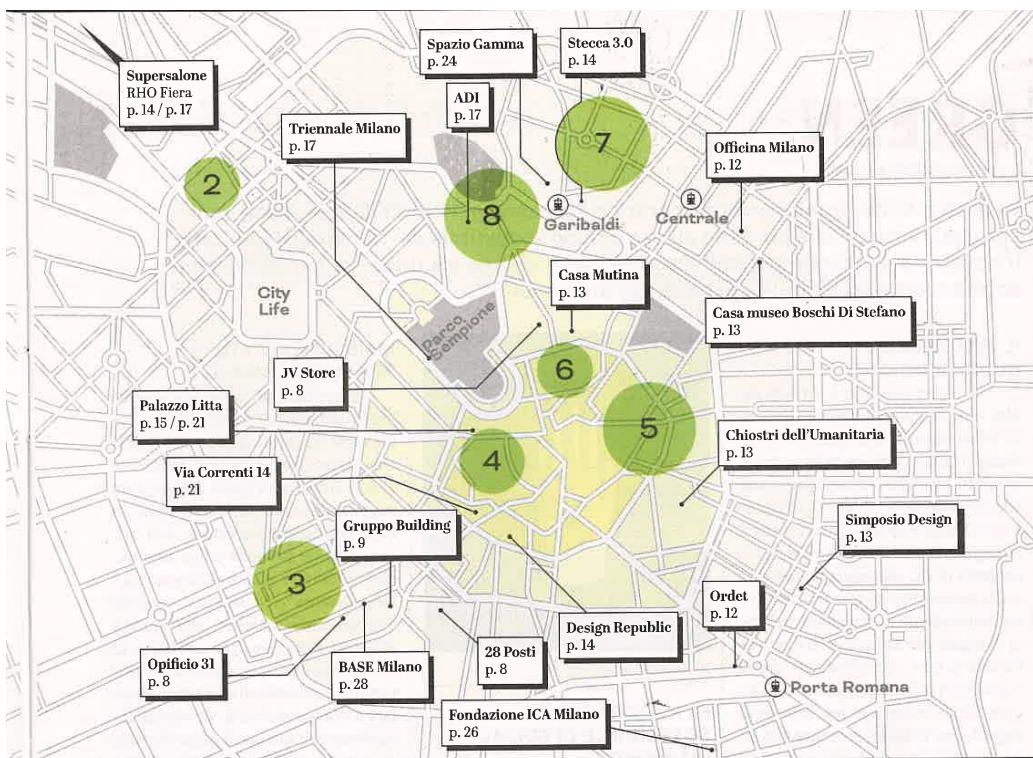 Supersalone
RHO Fiera
p. 14 / p. 17
Spazio Gamma
p. 24
Stecca 3.0
p. 14
ADI
p. 17
Triennale Milano
p. 17
Officina Milano
p. 12
7
2
8
Garibaldi
Centrale
Casa Mutina
p. 13
City
Life
Parco
Sempione
Casa museo Boschi Di Stefano
p. 13
JV Store
p. 8
6
Palazzo Litta
p. 15 / p. 21
5
Chiostri dell'Umanitaria
p. 13
4
Via Correnti 14
p. 21
Gruppo Building
p. 9
Simposio Design
p. 13
3
Ordet
p. 12
Design Republic
p. 14
28 Posti
p. 8
Opificio 31
p. 8
BASE Milano
p. 28
Porta Romana
Fondazione ICA Milano
p. 26